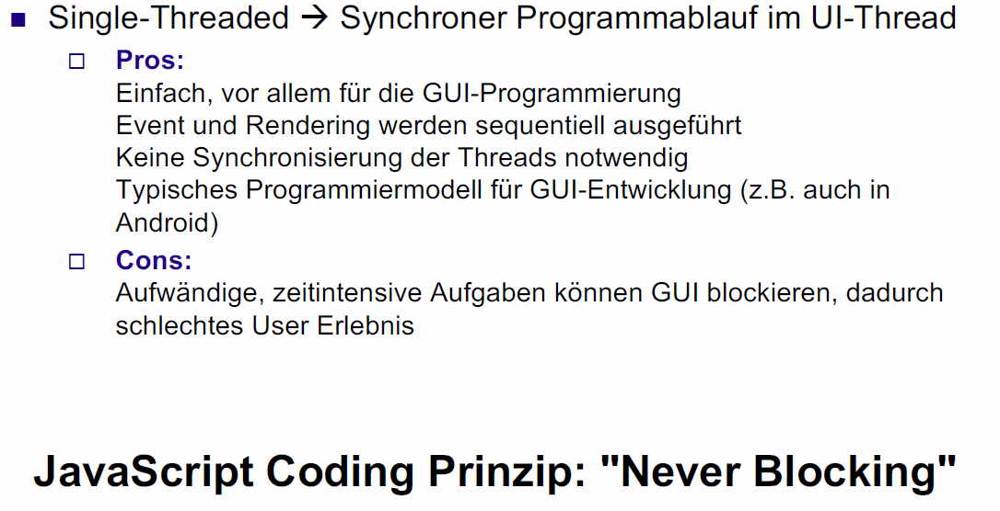 Single-Threaded → Synchroner Programmablauf im UI-Thread
Pros:
Einfach, vor allem für die GUI-Programmierung
Event und Rendering werden sequentiell ausgeführt
Keine Synchronisierung der Threads notwendig
Typisches Programmiermodell für GUI-Entwicklung (z.B. auch in
Android)
Cons:
Aufwändige, zeitintensive Aufgaben können GUI blockieren, dadurch
schlechtes User Erlebnis
JavaScript Coding Prinzip: "Never Blocking"